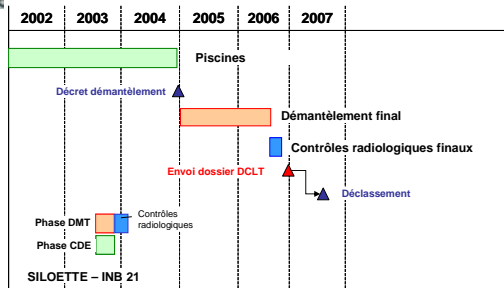 2002 2003 2004 2005 2006 2007
Piscines
Décret démantèlement
Démantèlement final
Contrôles radiologiques finaux
Envoi dossier DCLT
Déclassement
Phase DMT
Contrôles
radiologiques
Phase CDE
SILOETTE – INB 21